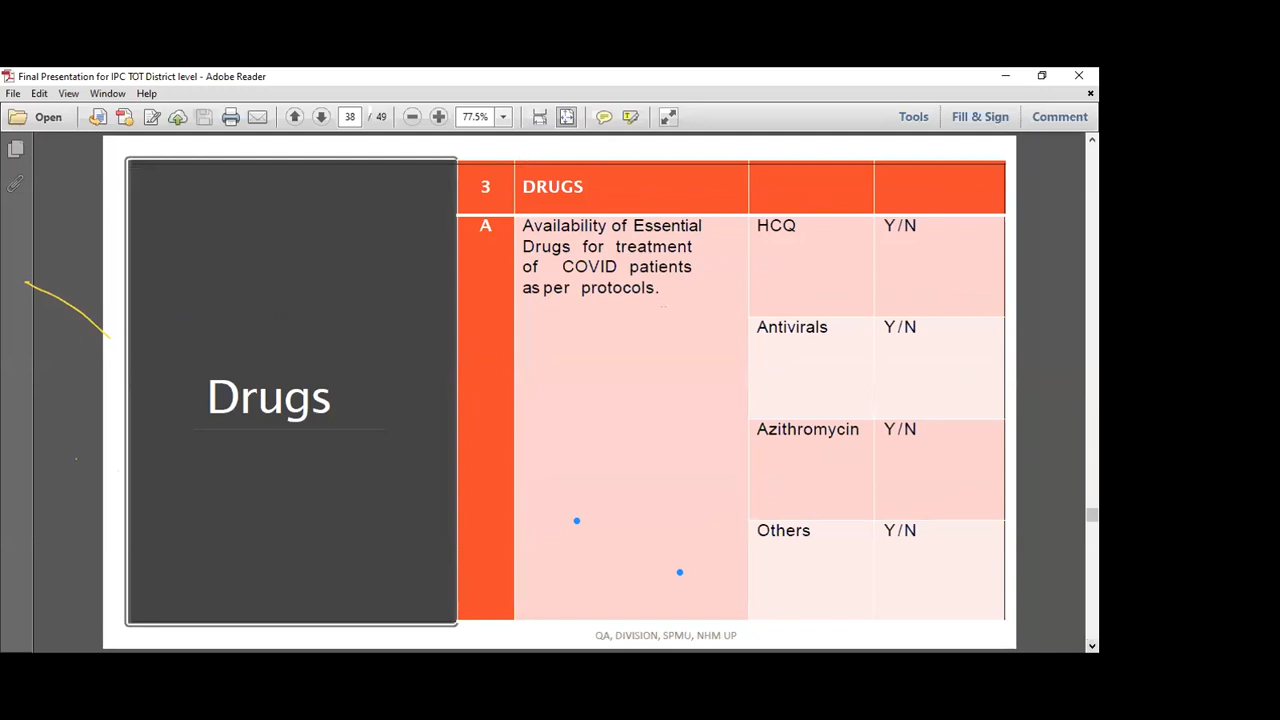 Final Presentation for IPC TOT District level - Adobe Reader
File Edit View Window Help
Open 38 / 49 77.5% Tools Fill & Sign Comment
Drugs
3 DRUGS
A Availability of Essential Drugs for treatment of COVID patients as per protocols.
HCQ Y/N
Antivirals Y/N
Azithromycin Y/N
Others Y/N
QA, DIVISION, SPMU, NHM UP